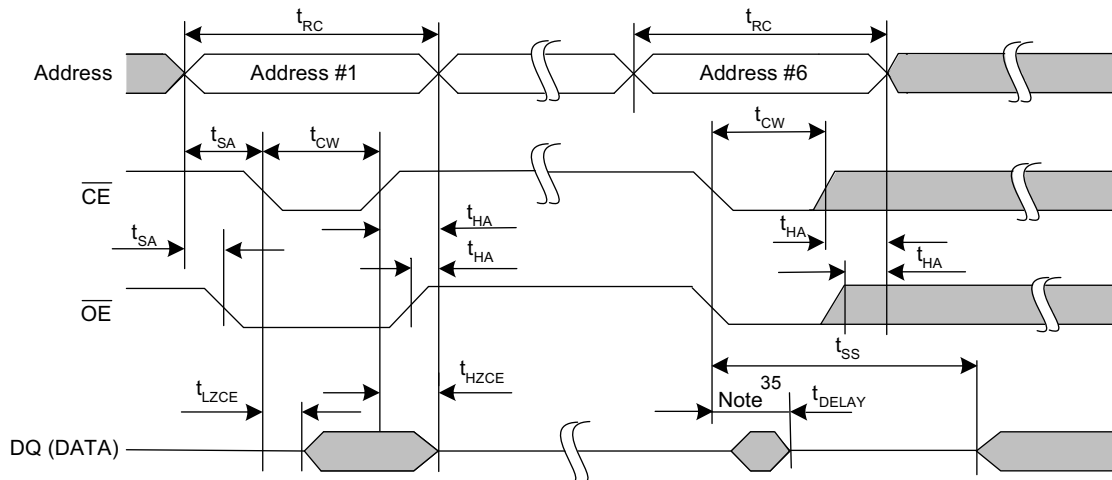 tRC
tRC
Address
Address #1
Address #6
tSA
tCW
tCW
CE
tHA
tSA
tHA
tHA
tHA
OE
tSS
tLZCE
tHZCE
Note 35
tDELAY
DQ (DATA)